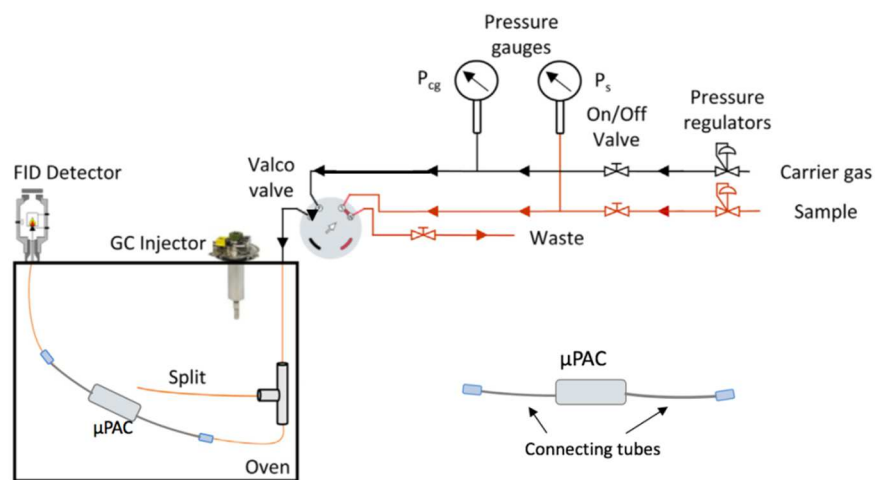 Pressure
gauges
Pcg
Ps
On/Off
Valve
Pressure
regulators
FID Detector
Valco
valve
Carrier gas
Sample
GC Injector
Waste
Split
µPAC
Oven
µPAC
Connecting tubes